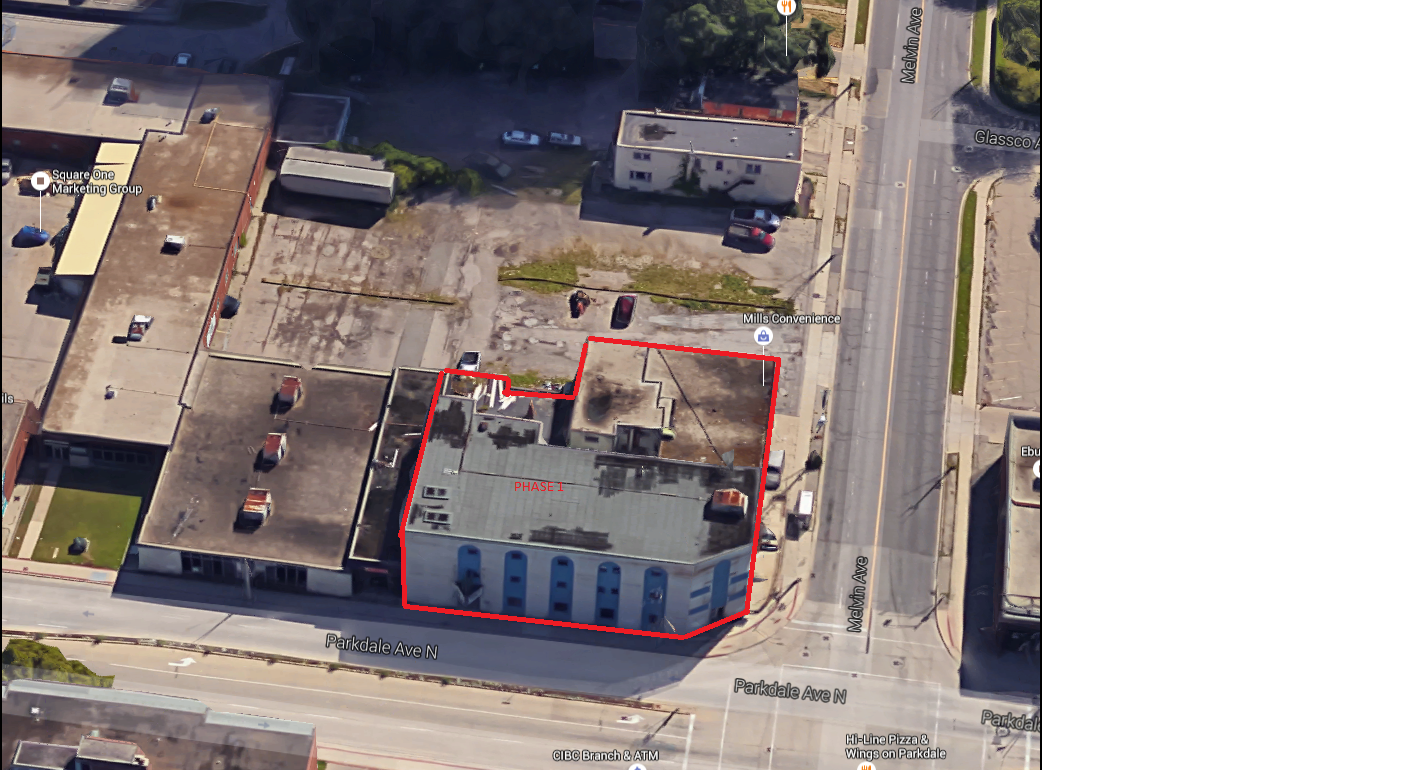 Melvin Ave
Glassco A
Square One
Marketing Group
Mills Convenience
ils
Ebu
PHASE 1
Melvin Ave
Parkdale Ave N
Parkdale Ave N
Parkdal
Hi-Line Pizza &
Wings on Parkdale
CIBC Branch & ATM